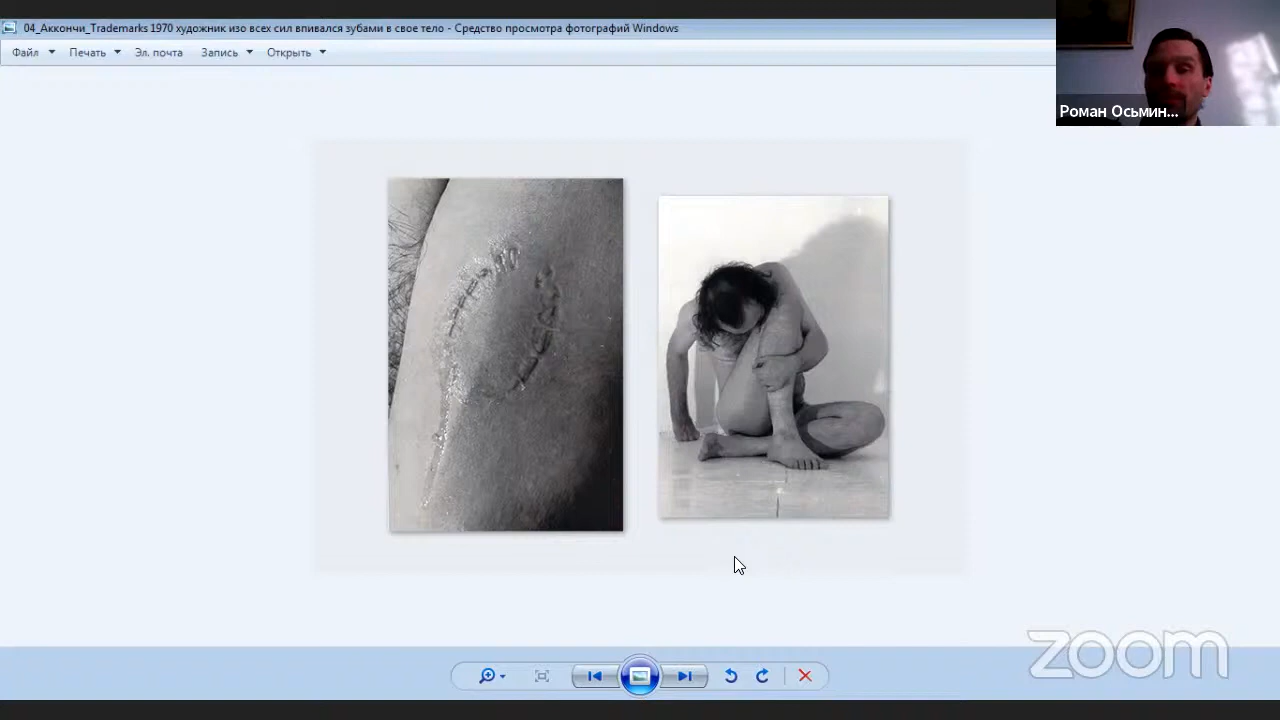 04_Аккончи_Trademarks 1970 художник изо всех сил впивался зубами в свое тело - Средство просмотра фотографий Windows
Файл Печать Эл. почта Запись Открыть
Роман Осьмин...
zoom